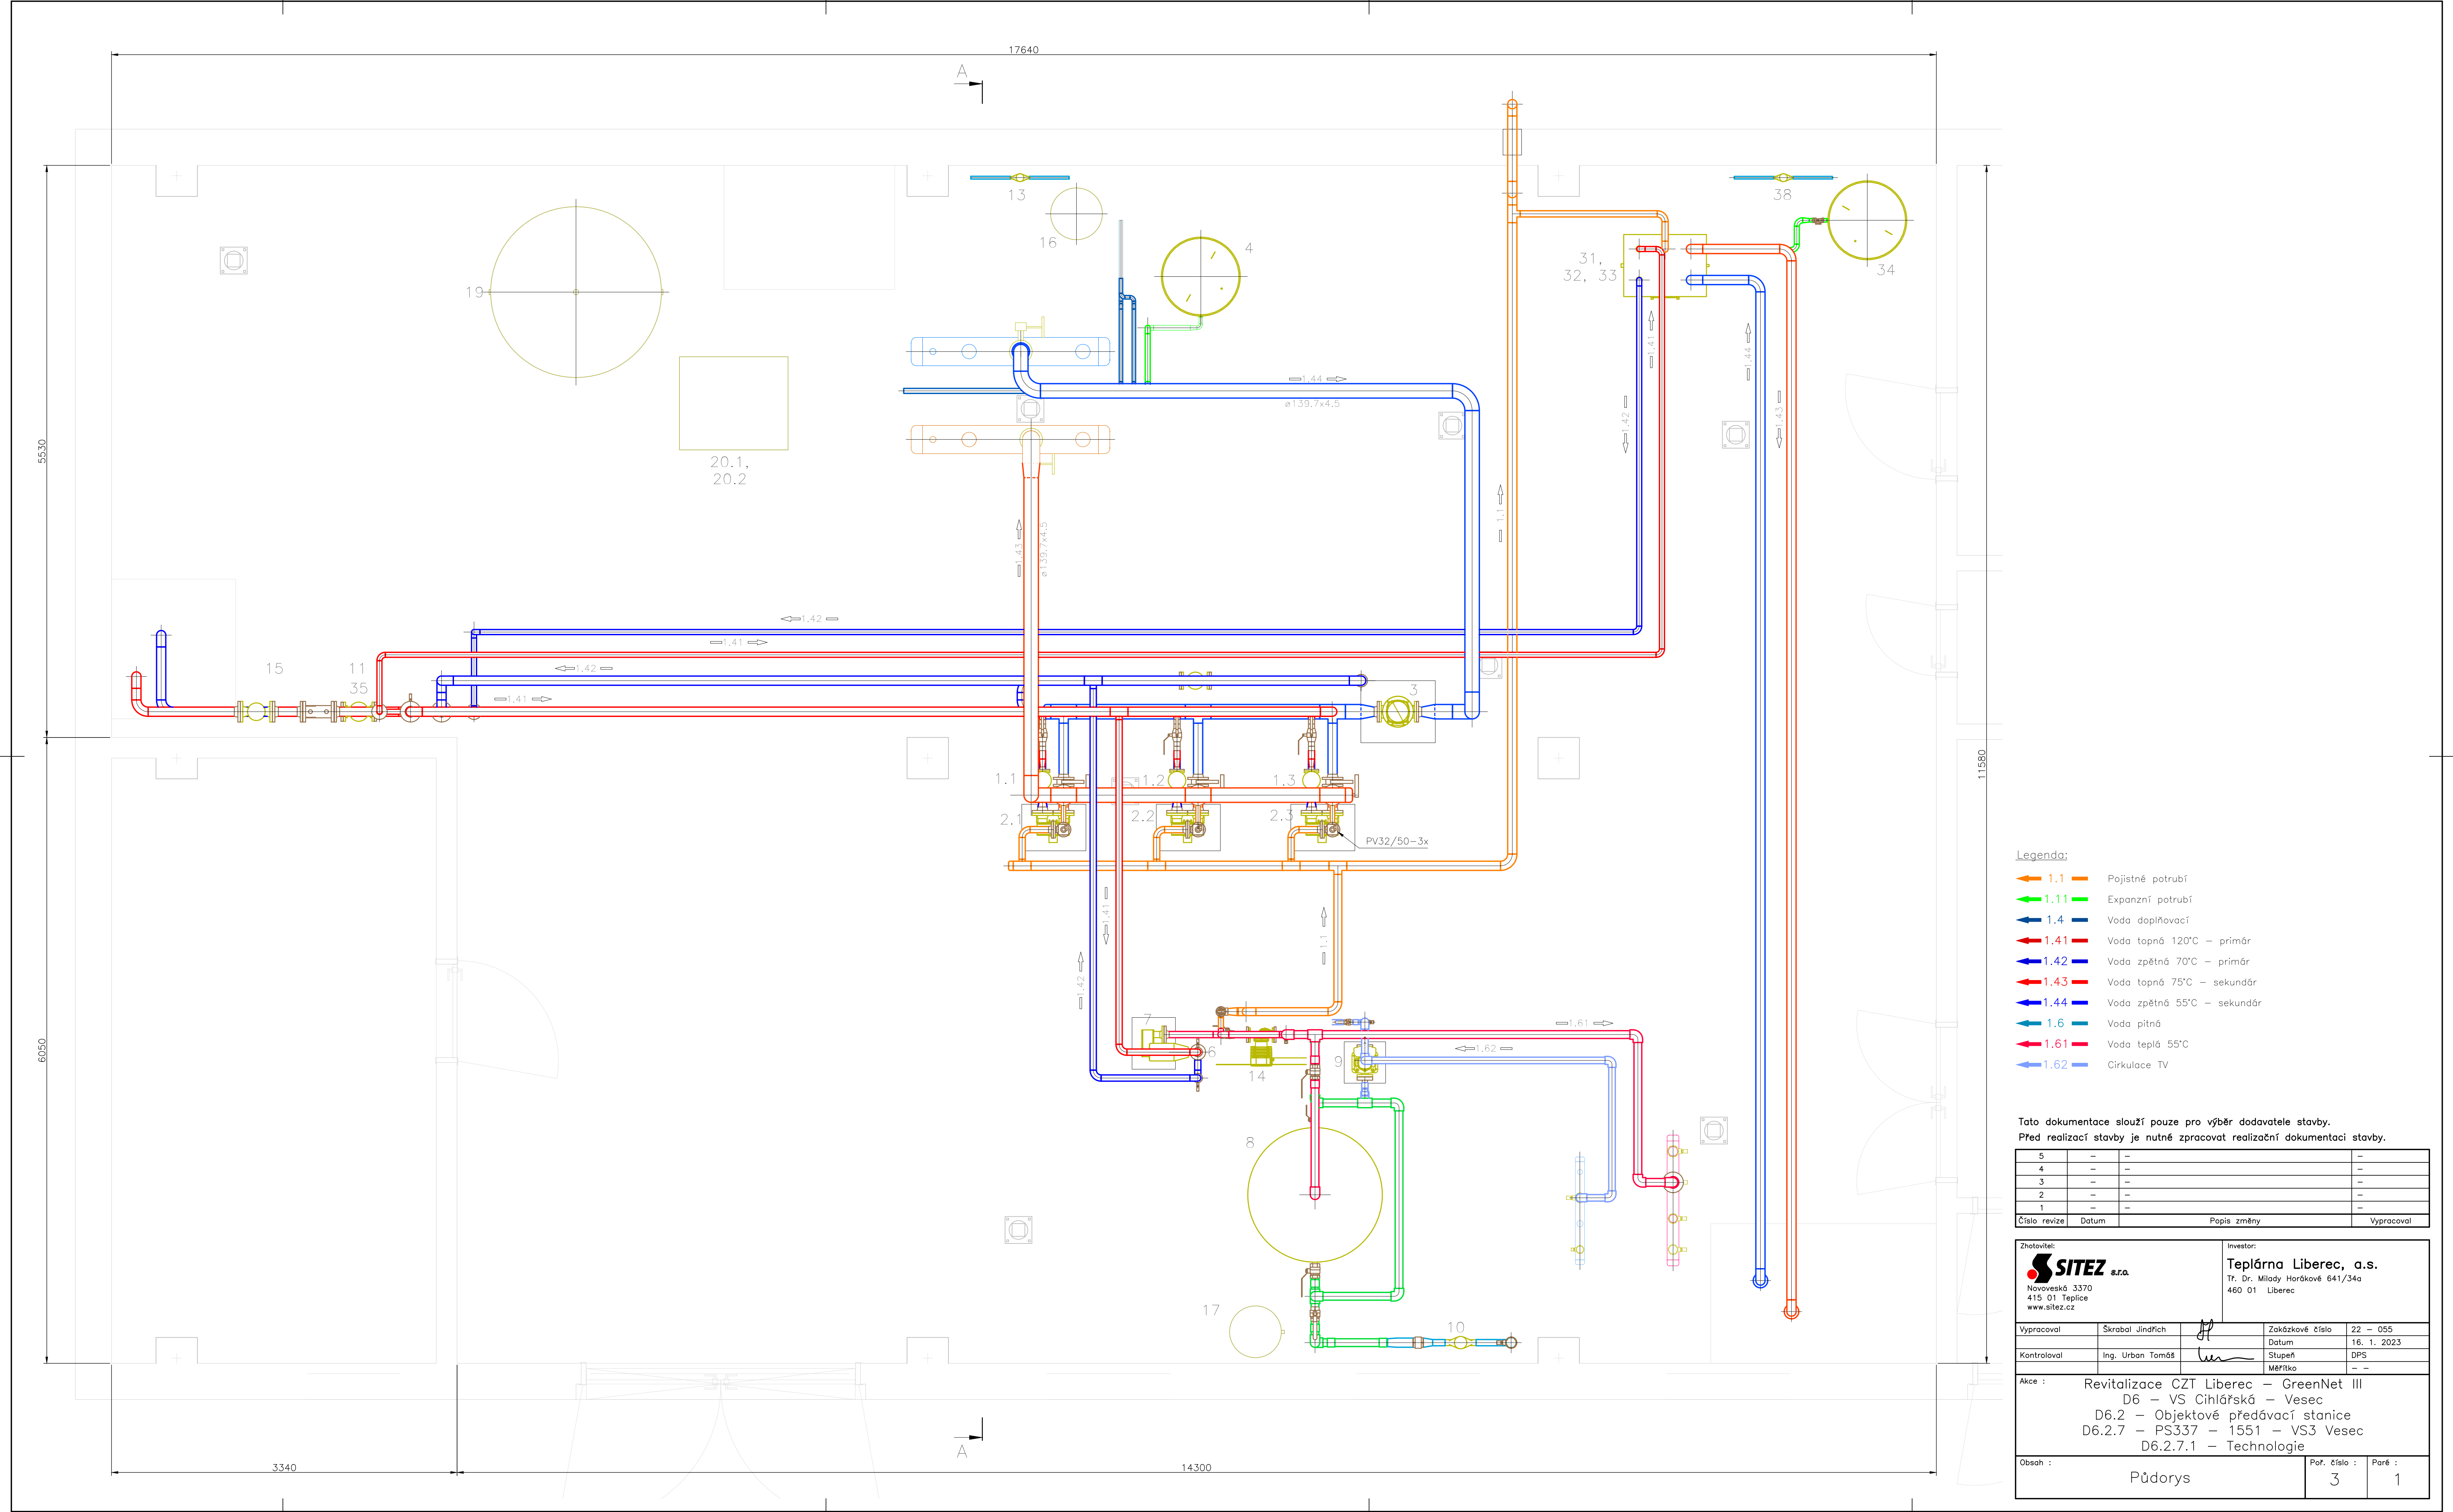 17640
A
13
38
16
4
31,
32, 33
34
19
1.44
ø139.7x4.5
1.41
1.44
1.42
1.43
5530
20.1,
20.2
1.1
1.43
ø139.7x4.5
1.42
1.41
15
11
35
1.42
1.41
3
1.1
1.2
1.3
2.1
2.2
2.3
PV32/50-3x
11580
1.41
1.1
1.42
7
6
14
9
1.61
1.62
8
6050
17
10
A
3340
14300
Legenda:
1.1 Pojistné potrubí
1.11 Expanzní potrubí
1.4 Voda doplňovací
1.41 Voda topná 120°C – primár
1.42 Voda zpětná 70°C – primár
1.43 Voda topná 75°C – sekundár
1.44 Voda zpětná 55°C – sekundár
1.6 Voda pitná
1.61 Voda teplá 55°C
1.62 Cirkulace TV
Tato dokumentace slouží pouze pro výběr dodavatele stavby.
Před realizací stavby je nutné zpracovat realizační dokumentaci stavby.
5 – – –
4 – – –
3 – – –
2 – – –
1 – – –
Číslo revize Datum Popis změny Vypracoval
Zhotovitel:
SITEZ s.r.o.
Novoveská 3370
415 01 Teplice
www.sitez.cz
Investor:
Teplárna Liberec, a.s.
Tř. Dr. Milady Horákové 641/34a
460 01 Liberec
Vypracoval Škrabal Jindřich Zakázkové číslo 22 – 055
Datum 16. 1. 2023
Kontroloval Ing. Urban Tomáš Stupeň DPS
Měřítko – –
Akce :
Revitalizace CZT Liberec – GreenNet III
D6 – VS Cihlářská – Vesec
D6.2 – Objektové předávací stanice
D6.2.7 – PS337 – 1551 – VS3 Vesec
D6.2.7.1 – Technologie
Obsah :
Půdorys
Poř. číslo :
3
Paré :
1